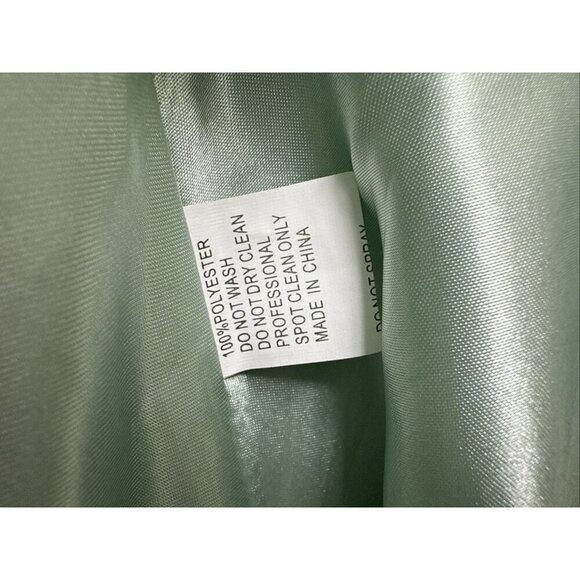 100%POLYESTER
DO NOT WASH
DO NOT DRY CLEAN
PROFESSIONAL
SPOT CLEAN ONLY
MADE IN CHINA
DO NOT SPRAY